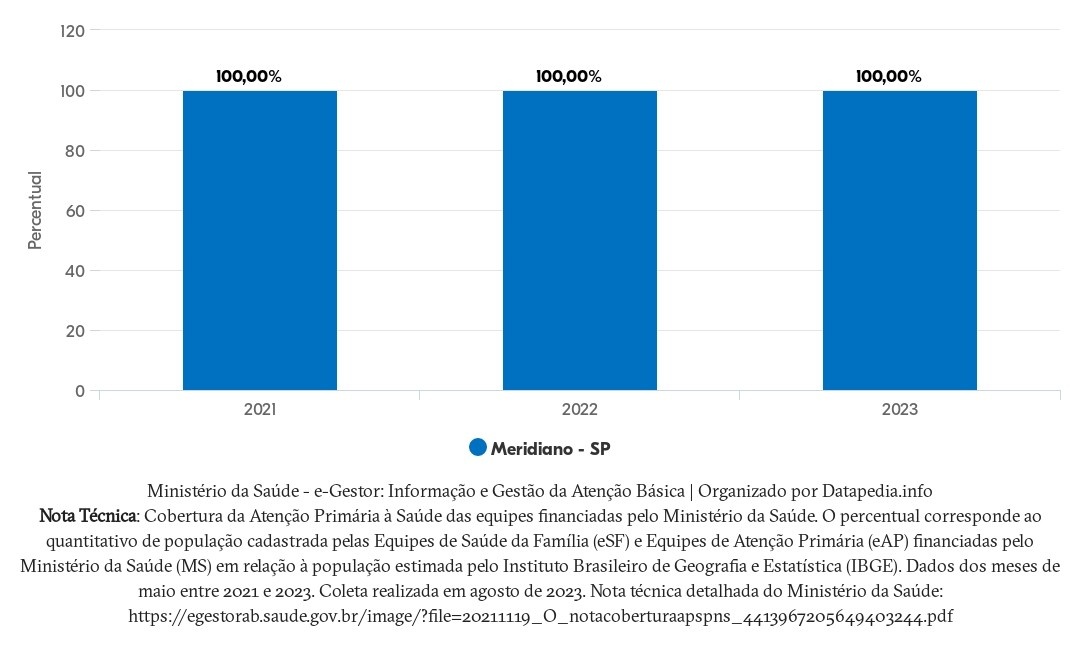 120
100
80
60
40
20
0
Percentual
100,00%
100,00%
100,00%
2021
2022
2023
Meridiano - SP
Ministério da Saúde - e-Gestor: Informação e Gestão da Atenção Básica | Organizado por Datapedia.info
Nota Técnica: Cobertura da Atenção Primária à Saúde das equipes financiadas pelo Ministério da Saúde. O percentual corresponde ao
quantitativo de população cadastrada pelas Equipes de Saúde da Família (eSF) e Equipes de Atenção Primária (eAP) financiadas pelo
Ministério da Saúde (MS) em relação à população estimada pelo Instituto Brasileiro de Geografia e Estatística (IBGE). Dados dos meses de
maio entre 2021 e 2023. Coleta realizada em agosto de 2023. Nota técnica detalhada do Ministério da Saúde:
https://egestorab.saude.gov.br/image/?file=20211119_O_notacoberturaapspns_4413967205649403244.pdf